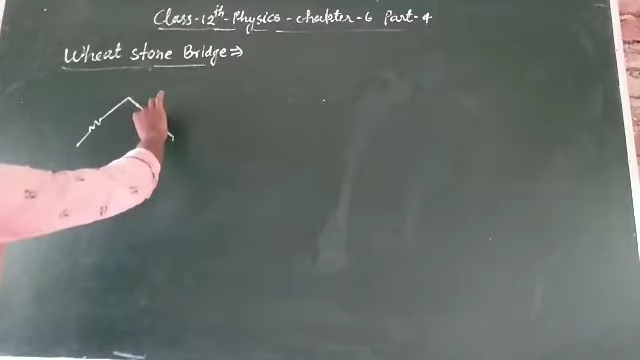 Class-12th-Physics-chapter-6 Part-4
Wheat stone Bridge⇒